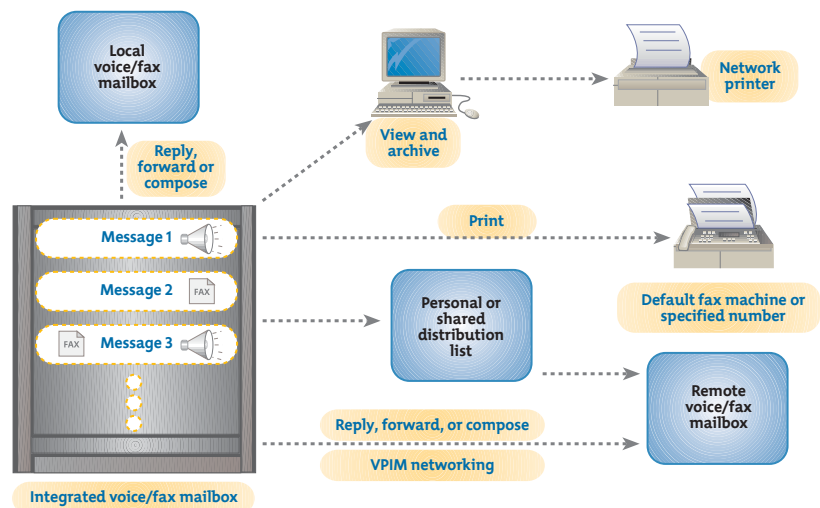 Local
voice/fax
mailbox
Network
printer
View and
archive
Reply,
forward or
compose
Message 1
Print
Message 2
FAX
Personal or
shared
distribution
list
Default fax machine or
specified number
FAX
Message 3
Remote
voice/fax
mailbox
Reply, forward, or compose
VPIM networking
Integrated voice/fax mailbox